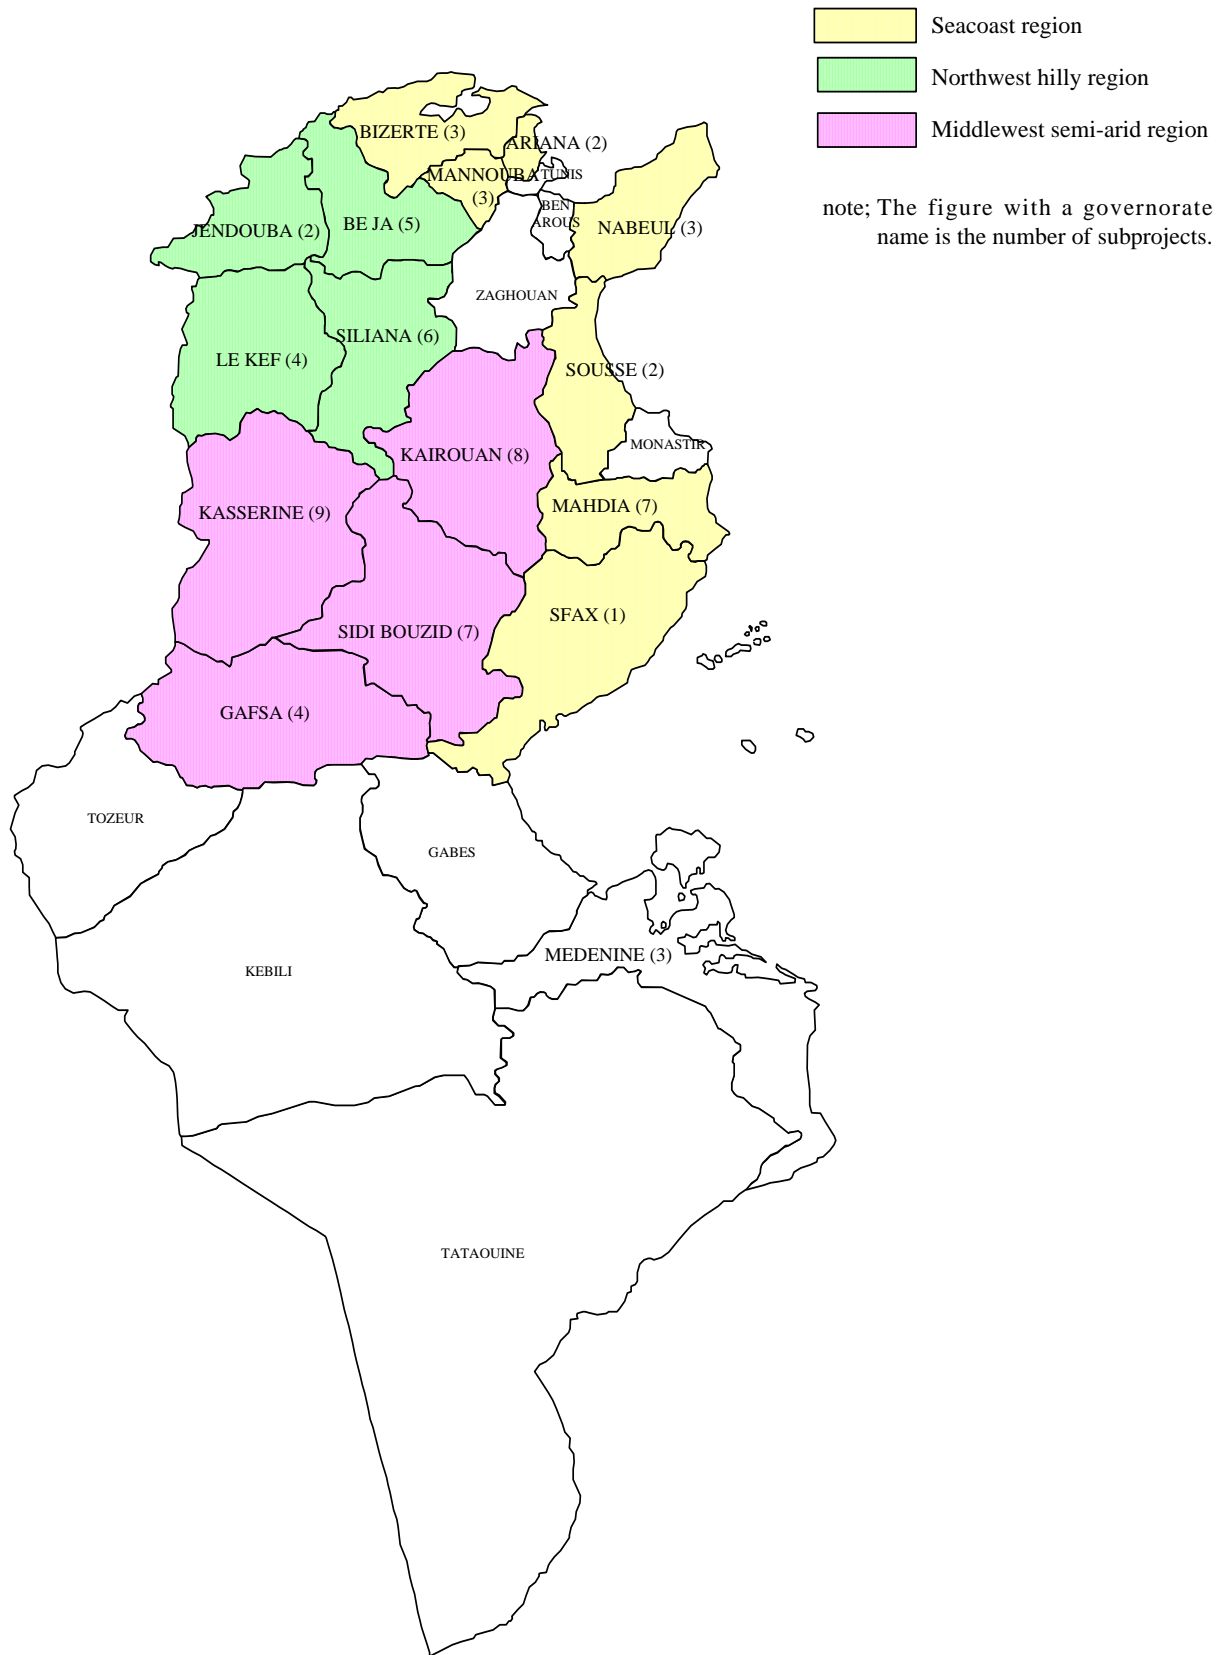 Seacoast region
Northwest hilly region
Middlewest semi-arid region
note; The figure with a governorate
name is the number of subprojects.
BIZERTE (3)
ARIANA (2)
MANNOUBA
(3)
TUNIS
BEN
AROUS
NABEUL (3)
JENDOUBA (2)
BE JA (5)
ZAGHOUAN
SILIANA (6)
LE KEF (4)
SOUSSE (2)
MONASTIR
KAIROUAN (8)
MAHDIA (7)
KASSERINE (9)
SFAX (1)
SIDI BOUZID (7)
GAFSA (4)
TOZEUR
GABES
MEDENINE (3)
KEBILI
TATAOUINE